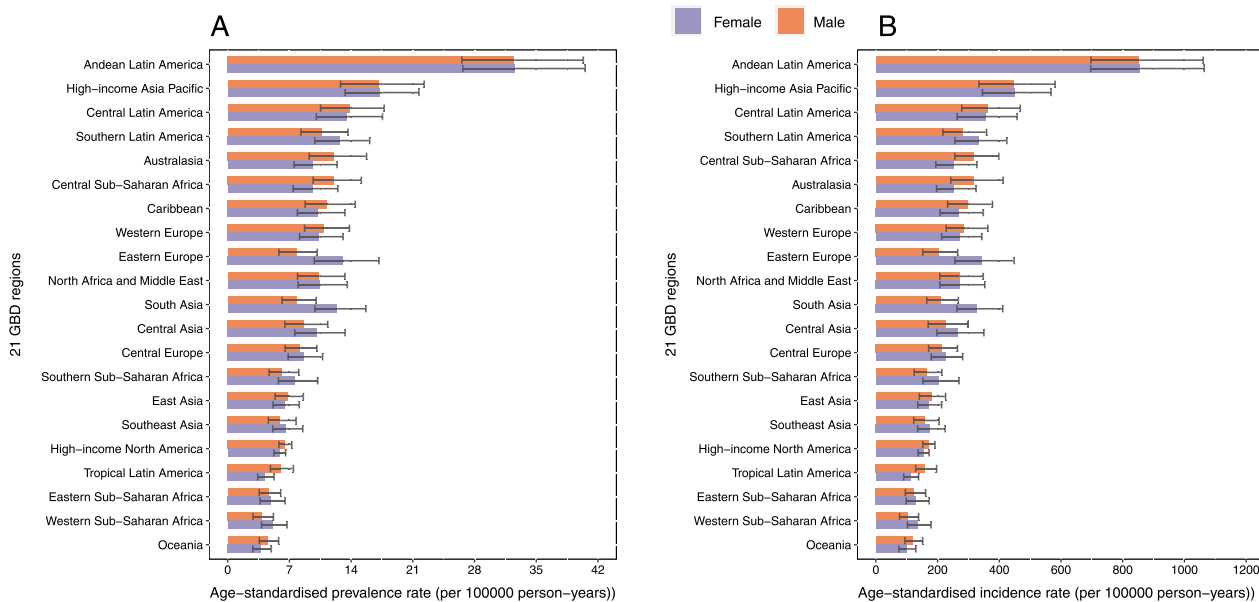 A
Female
Male
B
21 GBD regions
Andean Latin America
High−income Asia Pacific
Central Latin America
Southern Latin America
Australasia
Central Sub−Saharan Africa
Caribbean
Western Europe
Eastern Europe
North Africa and Middle East
South Asia
Central Asia
Central Europe
Southern Sub−Saharan Africa
East Asia
Southeast Asia
High−income North America
Tropical Latin America
Eastern Sub−Saharan Africa
Western Sub−Saharan Africa
Oceania
0 7 14 21 28 35 42
Age−standardised prevalence rate (per 100000 person−years))
21 GBD regions
Andean Latin America
High−income Asia Pacific
Central Latin America
Southern Latin America
Central Sub−Saharan Africa
Australasia
Caribbean
Western Europe
Eastern Europe
North Africa and Middle East
South Asia
Central Asia
Central Europe
Southern Sub−Saharan Africa
East Asia
Southeast Asia
High−income North America
Tropical Latin America
Eastern Sub−Saharan Africa
Western Sub−Saharan Africa
Oceania
0 200 400 600 800 1000 1200
Age−standardised incidence rate (per 100000 person−years))